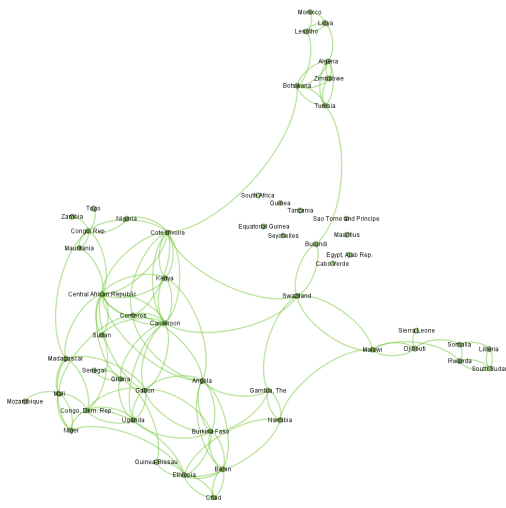 Morocco
Libya
Lesotho
Algeria
Zimbabwe
Botswana
Tunisia
South Africa
Guinea
Tanzania
Togo
Zambia
Nigeria
Sao Tome and Principe
Equatorial Guinea
Congo, Rep.
Cote d'Ivoire
Seychelles
Mauritius
Mauritania
Burundi
Egypt, Arab Rep.
Cabo Verde
Kenya
Central African Republic
Swaziland
Comoros
Cameroon
Sierra Leone
Sudan
Somalia
Malawi
Djibouti
Liberia
Madagascar
Rwanda
Senegal
South Sudan
Ghana
Angola
Gabon
Gambia, The
Mali
Mozambique
Congo, Dem. Rep.
Uganda
Namibia
Niger
Burkina Faso
Guinea-Bissau
Benin
Ethiopia
Chad